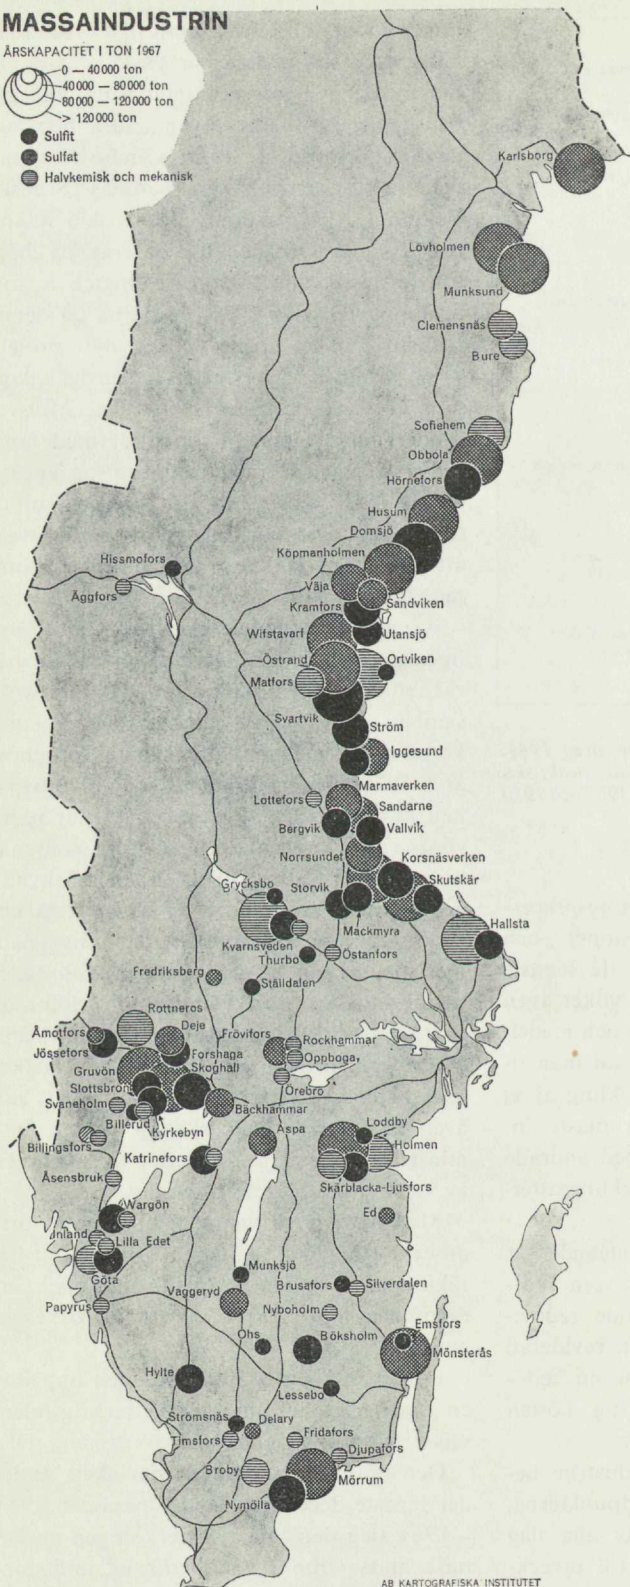 MASSAINDUSTRIN
ÅRSKAPACITET I TON 1967
0 — 40000 ton
40000 — 80000 ton
80000 — 120000 ton
> 120000 ton
Sulfit
Sulfat
Halvkemisk och mekanisk
Karlsborg
Lövholmen
Munksund
Clemensnäs
Bure
Sofiehem
Obbola
Hörnefors
Husum
Domsjö
Köpmanholmen
Hissmofors
Äggfors
Väja
Sandviken
Kramfors
Utansjö
Wifstavarf
Östrand
Ortviken
Matfors
Svartvik
Ström
Iggesund
Marmaverken
Lottefors
Sandarne
Bergvik
Vallvik
Norrsundet
Korsnäsverken
Grycksbo
Storvik
Skutskär
Mackmyra
Hallsta
Kvarnsveden
Thurbo
Östanfors
Fredriksberg
Ställdalen
Rottneros
Åmotfors
Deje
Frövifors
Rockhammar
Jössefors
Forshaga
Oppboga
Gruvön
Skoghall
Slottsbron
Örebro
Svaneholm
Bäckhammar
Billerud
Kyrkebyn
Loddby
Aspa
Billingsfors
Holmen
Katrinefors
Åsensbruk
Skärblacka-Ljusfors
Wargön
Ed
Inland
Lilla Edet
Göta
Munksjö
Brusafors
Silverdalen
Vaggeryd
Papyrus
Nyboholm
Emsfors
Ohs
Böksholm
Mönsterås
Hylte
Lessebo
Strömsnäs
Delary
Timsfors
Fridafors
Djupafors
Broby
Mörrum
Nymölla
AB KARTOGRAFISKA INSTITUTET